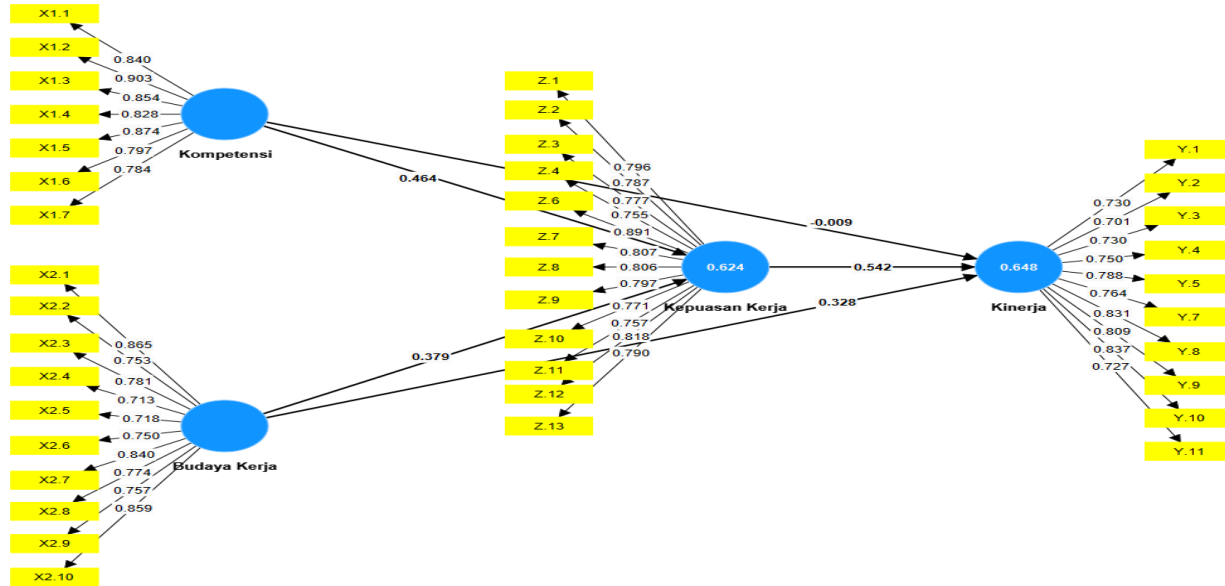 X1.1
X1.2
X1.3
X1.4
X1.5
X1.6
X1.7
0.840
0.903
0.854
0.828
0.874
0.797
0.784
Kompetensi
X2.1
X2.2
X2.3
X2.4
X2.5
X2.6
X2.7
X2.8
X2.9
X2.10
0.865
0.753
0.781
0.713
0.718
0.750
0.840
0.774
0.757
0.859
Budaya Kerja
0.464
0.379
-0.009
0.542
0.328
Z.1
Z.2
Z.3
Z.4
Z.6
Z.7
Z.8
Z.9
Z.10
Z.11
Z.12
Z.13
0.796
0.787
0.777
0.755
0.891
0.807
0.806
0.797
0.771
0.757
0.818
0.790
0.624
Kepuasan Kerja
0.648
Kinerja
0.730
0.701
0.730
0.750
0.788
0.764
0.831
0.809
0.837
0.727
Y.1
Y.2
Y.3
Y.4
Y.5
Y.7
Y.8
Y.9
Y.10
Y.11